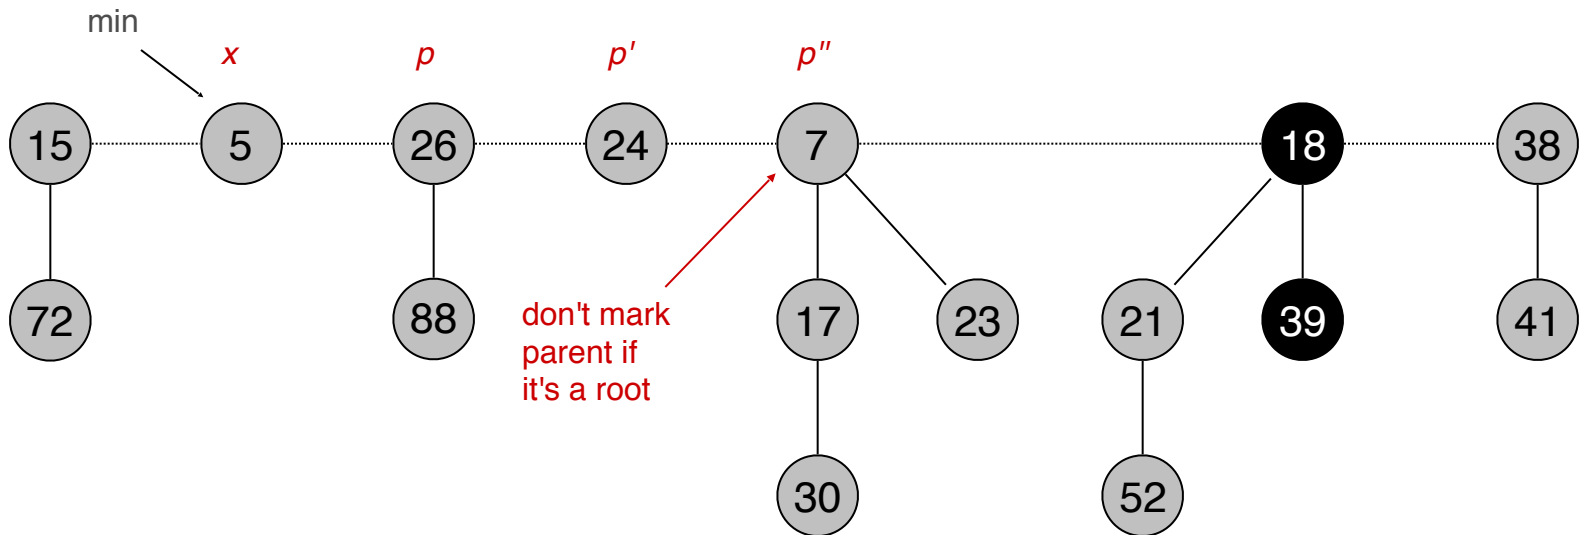 min
x p p' p''
15 5 26 24 7 18 38
72 88 17 23 21 39 41
don't mark
parent if
it's a root
30 52